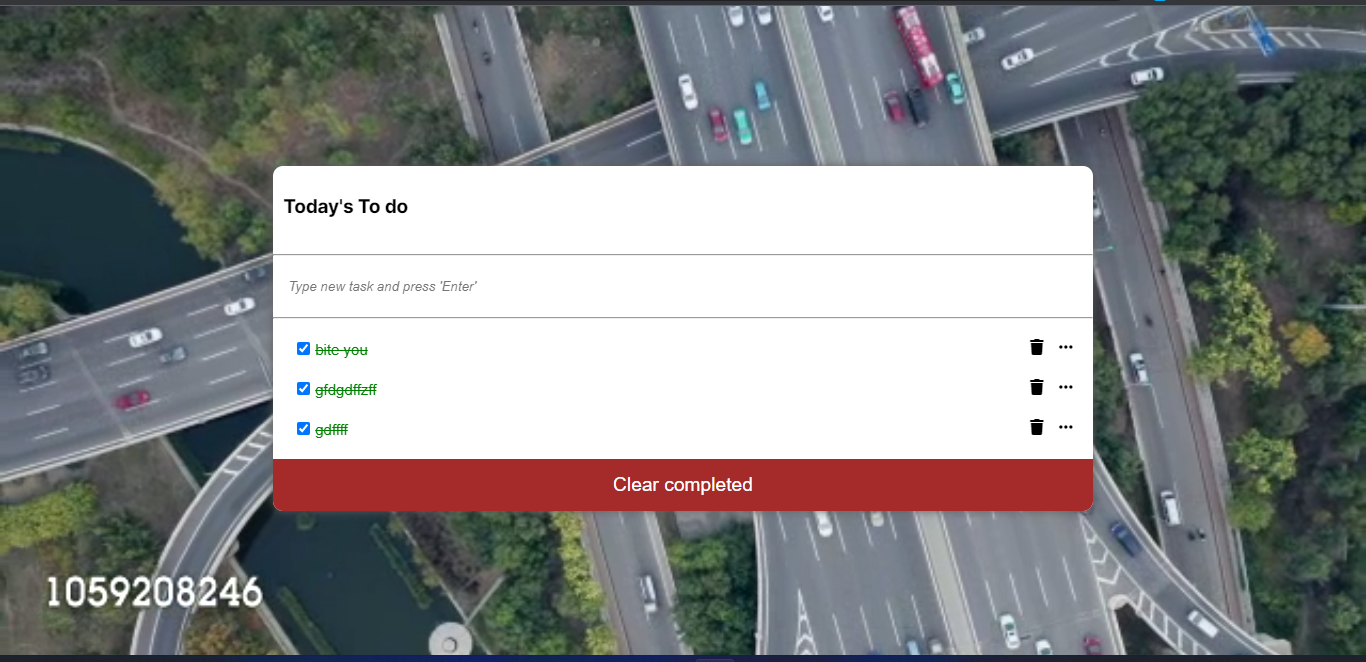 Today's To do
Type new task and press 'Enter'
bite you
gfdgdffzff
gdffff
Clear completed
1059208246